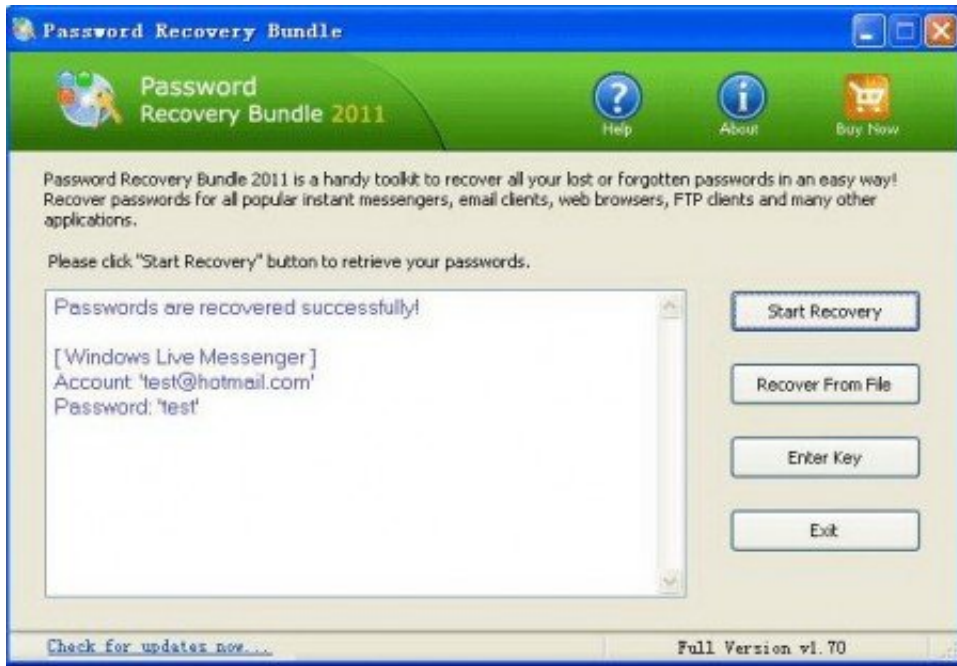 Password Recovery Bundle
Password
Recovery Bundle 2011
Help
About
Buy Now
Password Recovery Bundle 2011 is a handy toolkit to recover all your lost or forgotten passwords in an easy way!
Recover passwords for all popular instant messengers, email clients, web browsers, FTP clients and many other
applications.
Please click "Start Recovery" button to retrieve your passwords.
Passwords are recovered successfully!
[ Windows Live Messenger ]
Account: 'test@hotmail.com'
Password: 'test'
Start Recovery
Recover From File
Enter Key
Exit
Check for updates now...
Full Version v1.70